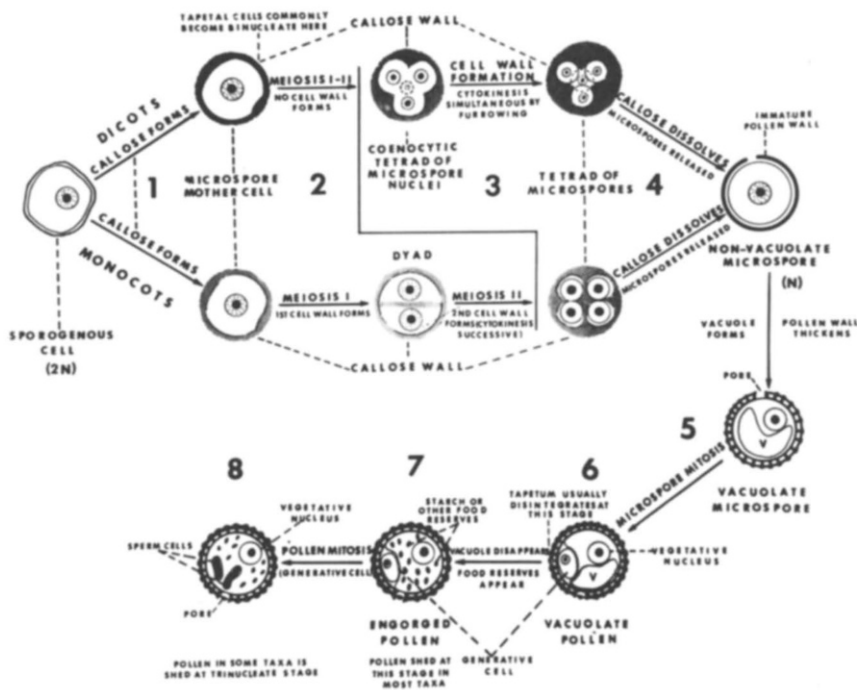 TAPETAL CELLS COMMONLY
BECOME BINUCLEATE HERE
CALLOSE WALL
DICOTS
CALLOSE FORMS
MEIOSIS I-II
NO CELL WALL
FORMS
CELL WALL
FORMATION
CYTOKINESIS
SIMULTANEOUS BY
FURROWING
CALLOSE DISSOLVES
MICROSPORES RELEASED
IMMATURE
POLLEN WALL
COENOCYTIC
TETRAD OF
MICROSPORE
NUCLEI
1
MICROSPORE
MOTHER CELL
2
3
TETRAD OF
MICROSPORES
4
CALLOSE FORMS
MONOCOTS
DYAD
MEIOSIS I
1ST CELL WALL FORMS
MEIOSIS II
2ND CELL WALL
FORMS(CYTOKINESIS
SUCCESSIVE)
CALLOSE DISSOLVES
MICROSPORES RELEASED
NON-VACUOLATE
MICROSPORE
(N)
SPOROGENOUS
CELL
(2N)
CALLOSE WALL
VACUOLE
FORMS
POLLEN WALL
THICKENS
PORE
V
5
VACUOLATE
MICROSPORE
MICROSPORE MITOSIS
8
7
6
VEGETATIVE
NUCLEUS
STARCH OR
OTHER FOOD
RESERVES
TAPETUM USUALLY
DISINTEGRATES AT
THIS STAGE
SPERM CELLS
POLLEN MITOSIS
(GENERATIVE CELL)
VACUOLE DISAPPEARS
FOOD RESERVES
APPEAR
V
VEGETATIVE
NUCLEUS
PORE
ENGORGED
POLLEN
VACUOLATE
POLLEN
POLLEN IN SOME TAXA IS
SHED AT TRINUCLEATE STAGE
POLLEN SHED AT
THIS STAGE IN
MOST TAXA
GENERATIVE
CELL